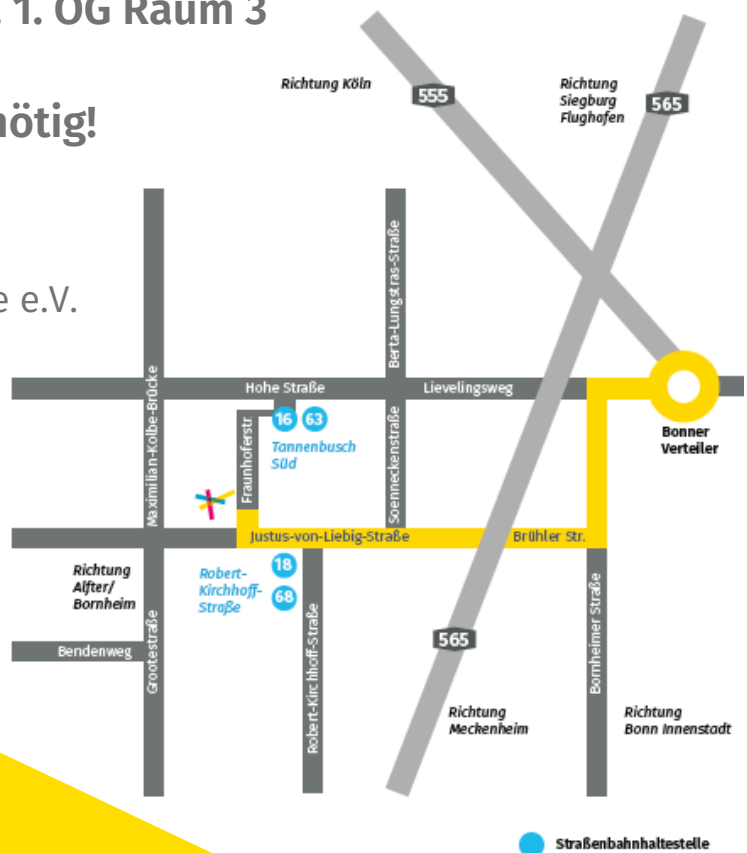 1. OG Raum 3
nötig!
e e.V.
Richtung Köln
555
Richtung
Siegburg
Flughafen
565
Berta-Lungstras-Straße
Maximilian-Kolbe-Brücke
Hohe Straße
Lievelingsweg
Bonner
Verteiler
16
63
Tannenbusch
Süd
Fraunhoferstr.
Soenneckenstraße
Justus-von-Liebig-Straße
Brühler Str.
Richtung
Alfter/
Bornheim
Robert-
Kirchhoff-
Straße
18
68
Bendenweg
Grootestraße
Robert-Kirchhoff-Straße
565
Bornheimer Straße
Richtung
Meckenheim
Richtung
Bonn Innenstadt
Straßenbahnhaltestelle